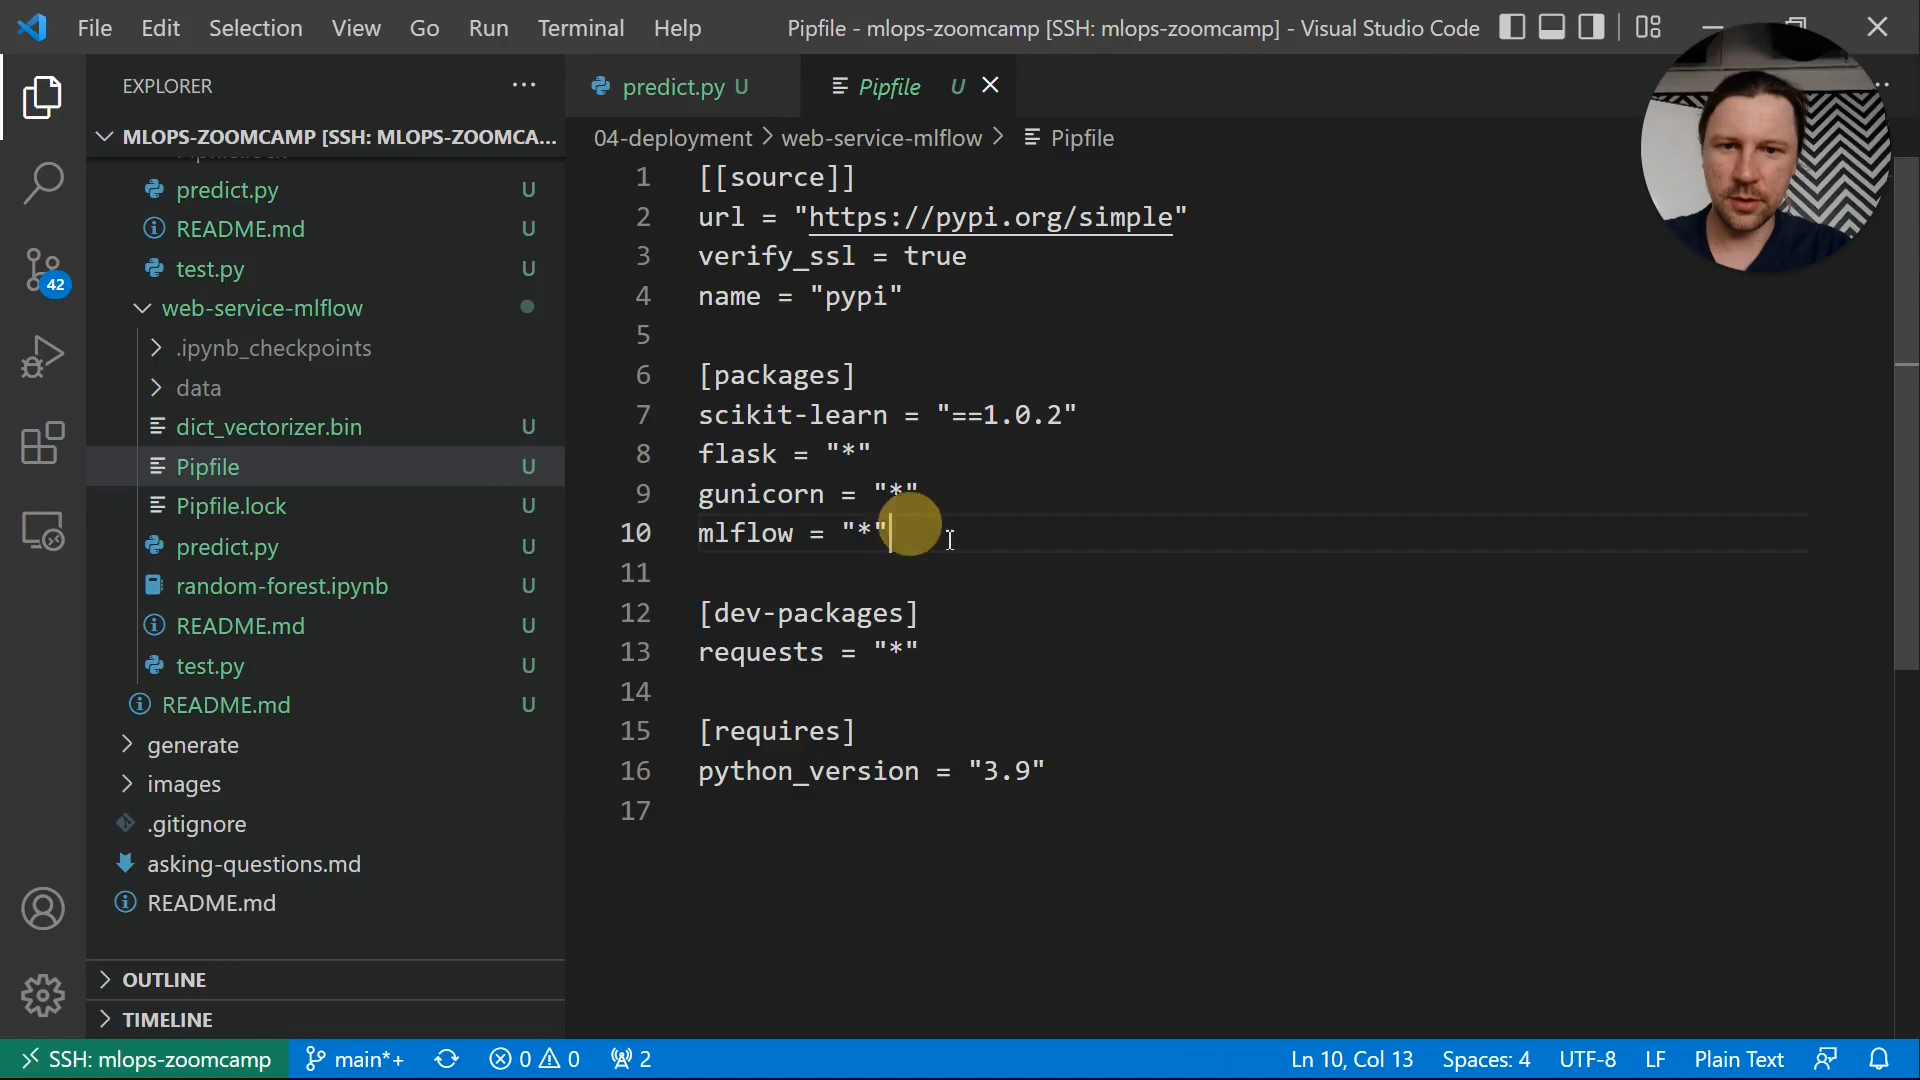 File Edit Selection View Go Run Terminal Help
Pipfile - mlops-zoomcamp [SSH: mlops-zoomcamp] - Visual Studio Code
EXPLORER
MLOPS-ZOOMCAMP [SSH: MLOPS-ZOOMCA...
predict.py U
README.md U
test.py U
web-service-mlflow
.ipynb_checkpoints
data
dict_vectorizer.bin U
Pipfile U
Pipfile.lock U
predict.py U
random-forest.ipynb U
README.md U
test.py U
README.md U
generate
images
.gitignore
asking-questions.md
README.md
OUTLINE
TIMELINE
42
predict.py U
Pipfile U
04-deployment > web-service-mlflow > Pipfile
1 [[source]]
2 url = "https://pypi.org/simple"
3 verify_ssl = true
4 name = "pypi"
5
6 [packages]
7 scikit-learn = "==1.0.2"
8 flask = "*"
9 gunicorn = "*"
10 mlflow = "*"
11
12 [dev-packages]
13 requests = "*"
14
15 [requires]
16 python_version = "3.9"
17
SSH: mlops-zoomcamp main*+ 0 0 2
Ln 10, Col 13 Spaces: 4 UTF-8 LF Plain Text